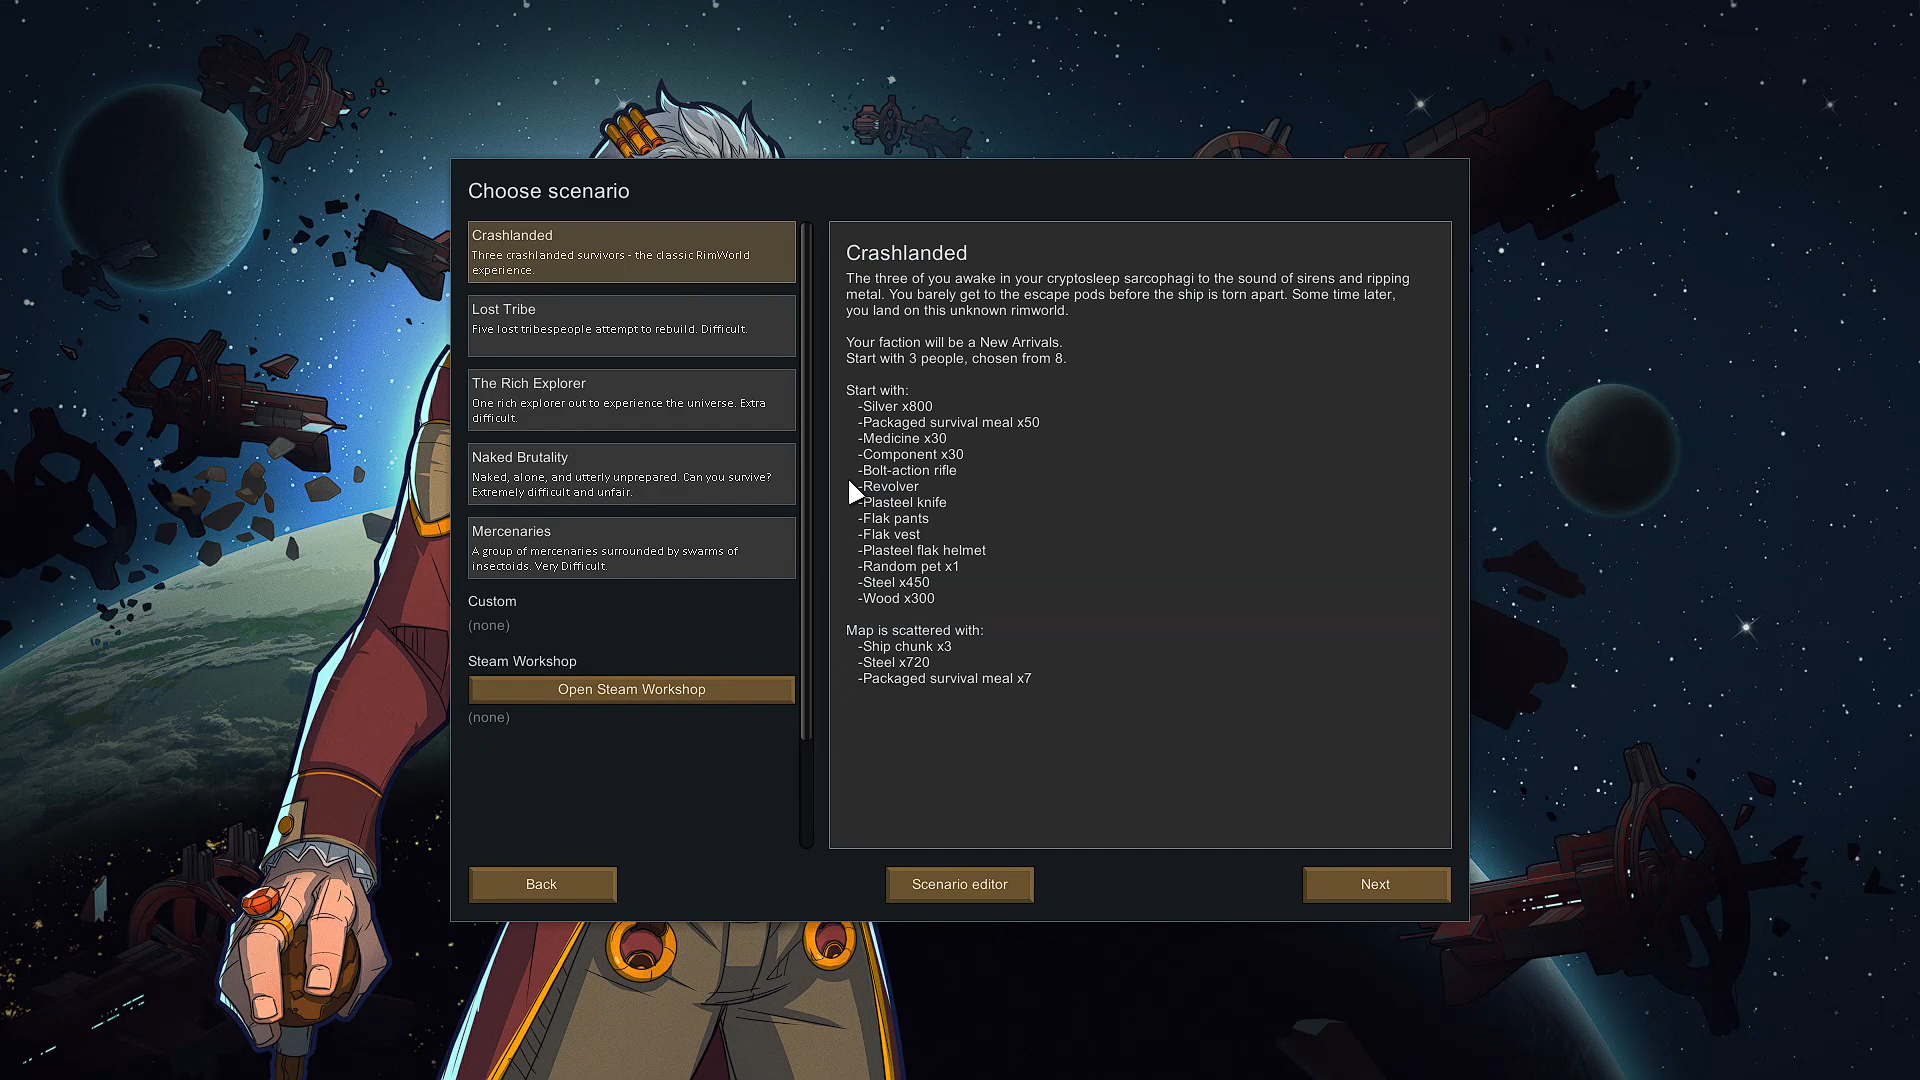 Choose scenario
Crashlanded
Three crashlanded survivors - the classic RimWorld
experience.
Lost Tribe
Five lost tribespeople attempt to rebuild. Difficult.
The Rich Explorer
One rich explorer out to experience the universe. Extra
difficult.
Naked Brutality
Naked, alone, and utterly unprepared. Can you survive?
Extremely difficult and unfair.
Mercenaries
A group of mercenaries surrounded by swarms of
insectoids. Very Difficult.
Custom
(none)
Steam Workshop
Open Steam Workshop
(none)
Crashlanded
The three of you awake in your cryptosleep sarcophagi to the sound of sirens and ripping
metal. You barely get to the escape pods before the ship is torn apart. Some time later,
you land on this unknown rimworld.
Your faction will be a New Arrivals.
Start with 3 people, chosen from 8.
Start with:
-Silver x800
-Packaged survival meal x50
-Medicine x30
-Component x30
-Bolt-action rifle
-Revolver
-Plasteel knife
-Flak pants
-Flak vest
-Plasteel flak helmet
-Random pet x1
-Steel x450
-Wood x300
Map is scattered with:
-Ship chunk x3
-Steel x720
-Packaged survival meal x7
Back
Scenario editor
Next